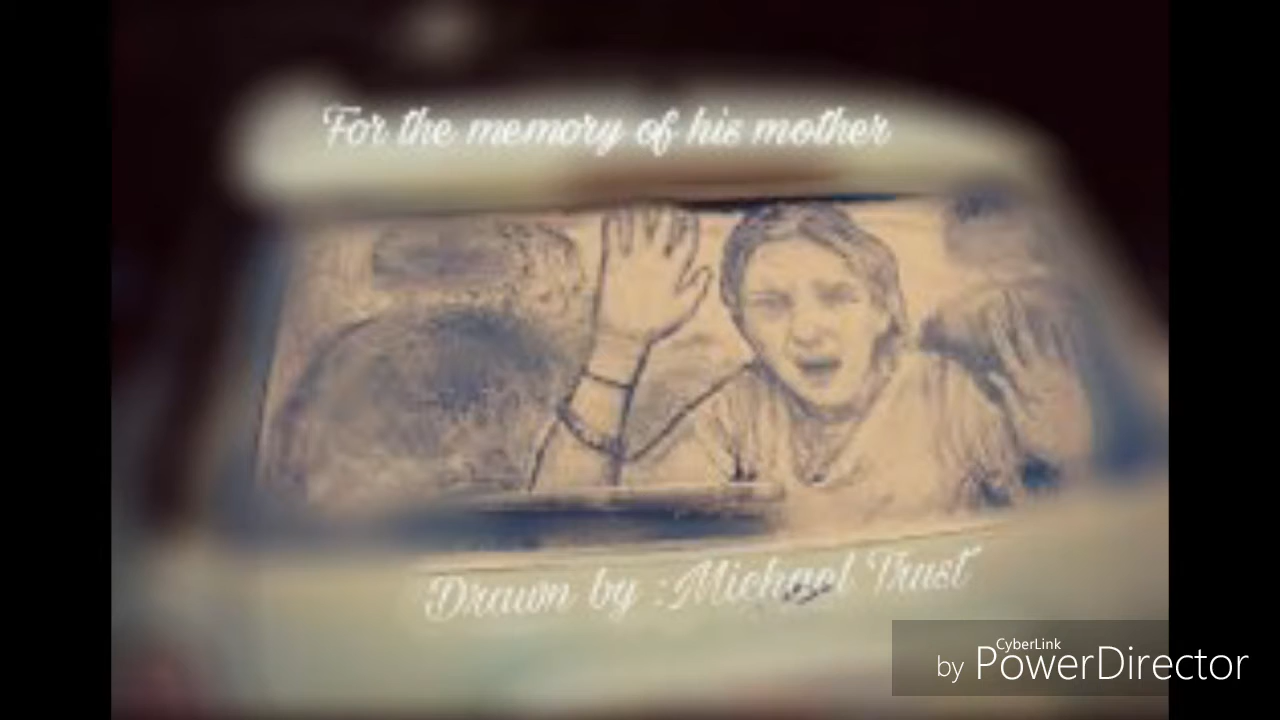 For the memory of his mother
Drawn by :Michael Trust
CyberLink
by PowerDirector